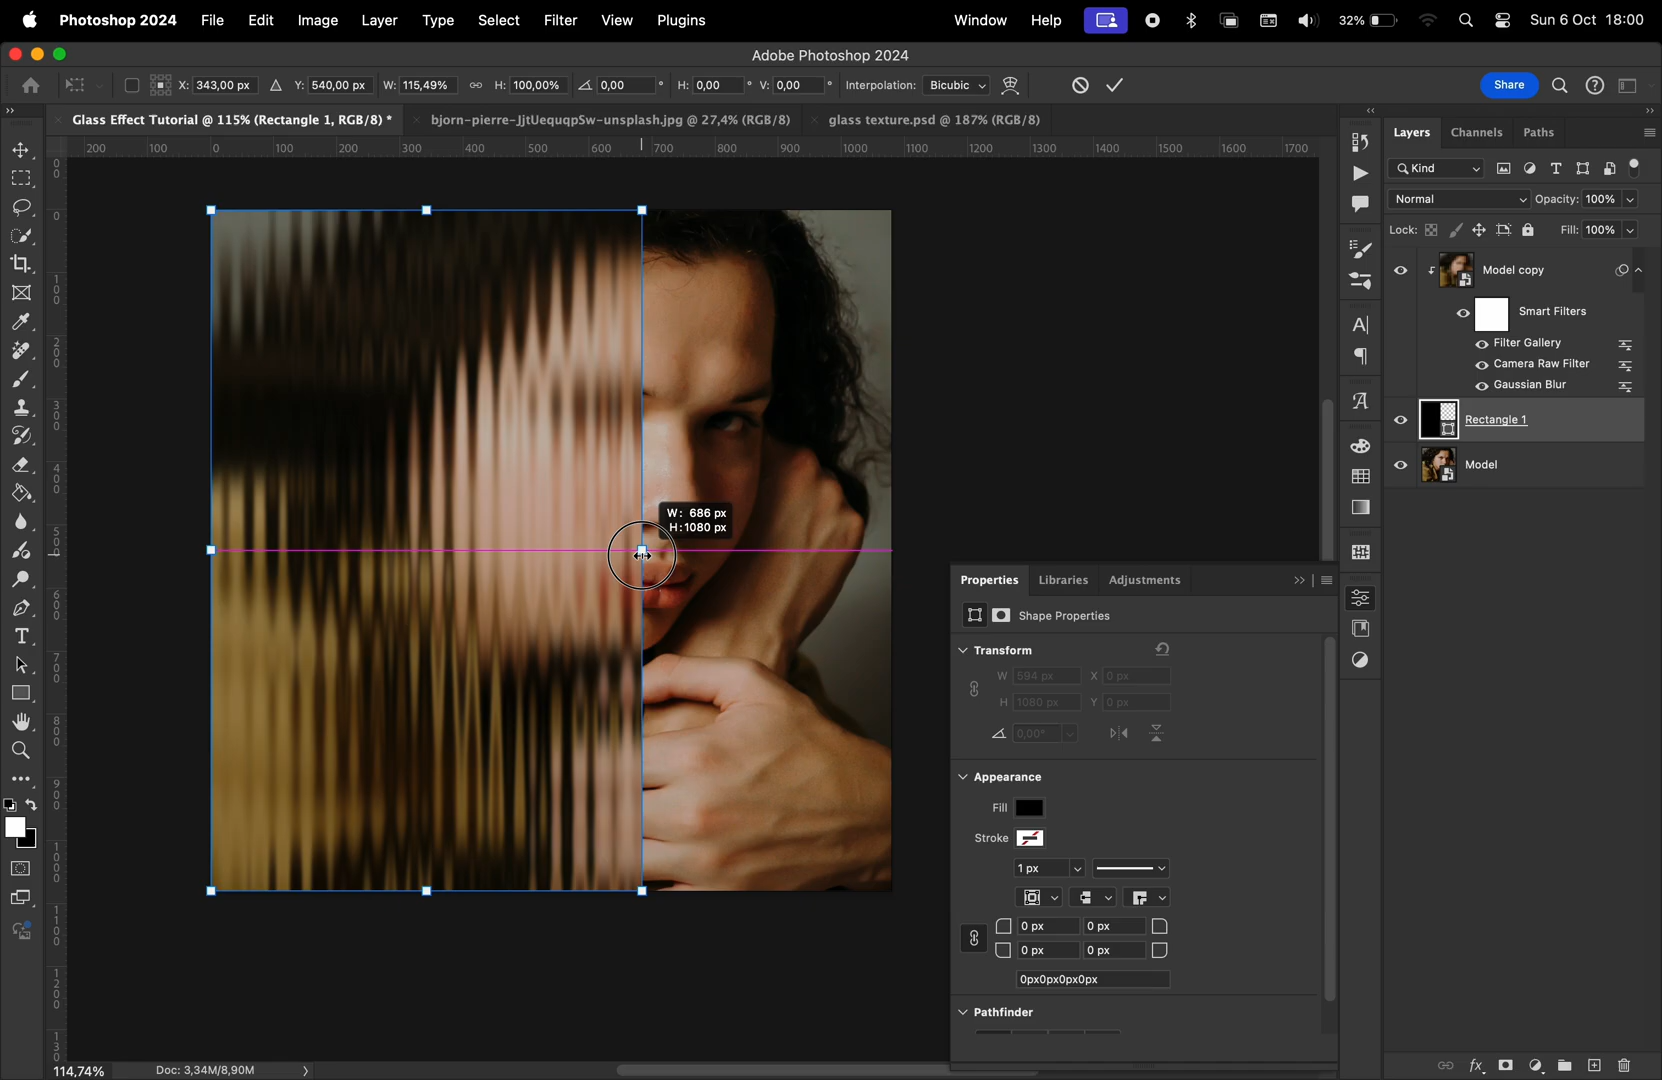 Photoshop 2024 File Edit Image Layer Type Select Filter View Plugins Window Help 32% Sun 6 Oct 18:00
Adobe Photoshop 2024
X: 343,00 px Y: 540,00 px W: 115,49% H: 100,00% 0,00 ° H: 0,00 ° V: 0,00 ° Interpolation: Bicubic Share
Glass Effect Tutorial @ 115% (Rectangle 1, RGB/8) * bjorn-pierre-JjtUequqpSw-unsplash.jpg @ 27,4% (RGB/8) glass texture.psd @ 187% (RGB/8)
200 100 0 100 200 300 400 500 600 700 800 900 1000 1100 1200 1300 1400 1500 1600 1700
Layers Channels Paths
Kind
Normal Opacity: 100%
Lock: Fill: 100%
Model copy
Smart Filters
Filter Gallery
Camera Raw Filter
Gaussian Blur
Rectangle 1
Model
W: 686 px
H: 1080 px
Properties Libraries Adjustments
Shape Properties
Transform
W 594 px X 0 px
H 1080 px Y 0 px
0,00°
Appearance
Fill
Stroke
1 px
0 px 0 px
0 px 0 px
0px0px0px0px
Pathfinder
114,74% Doc: 3,34M/8,90M